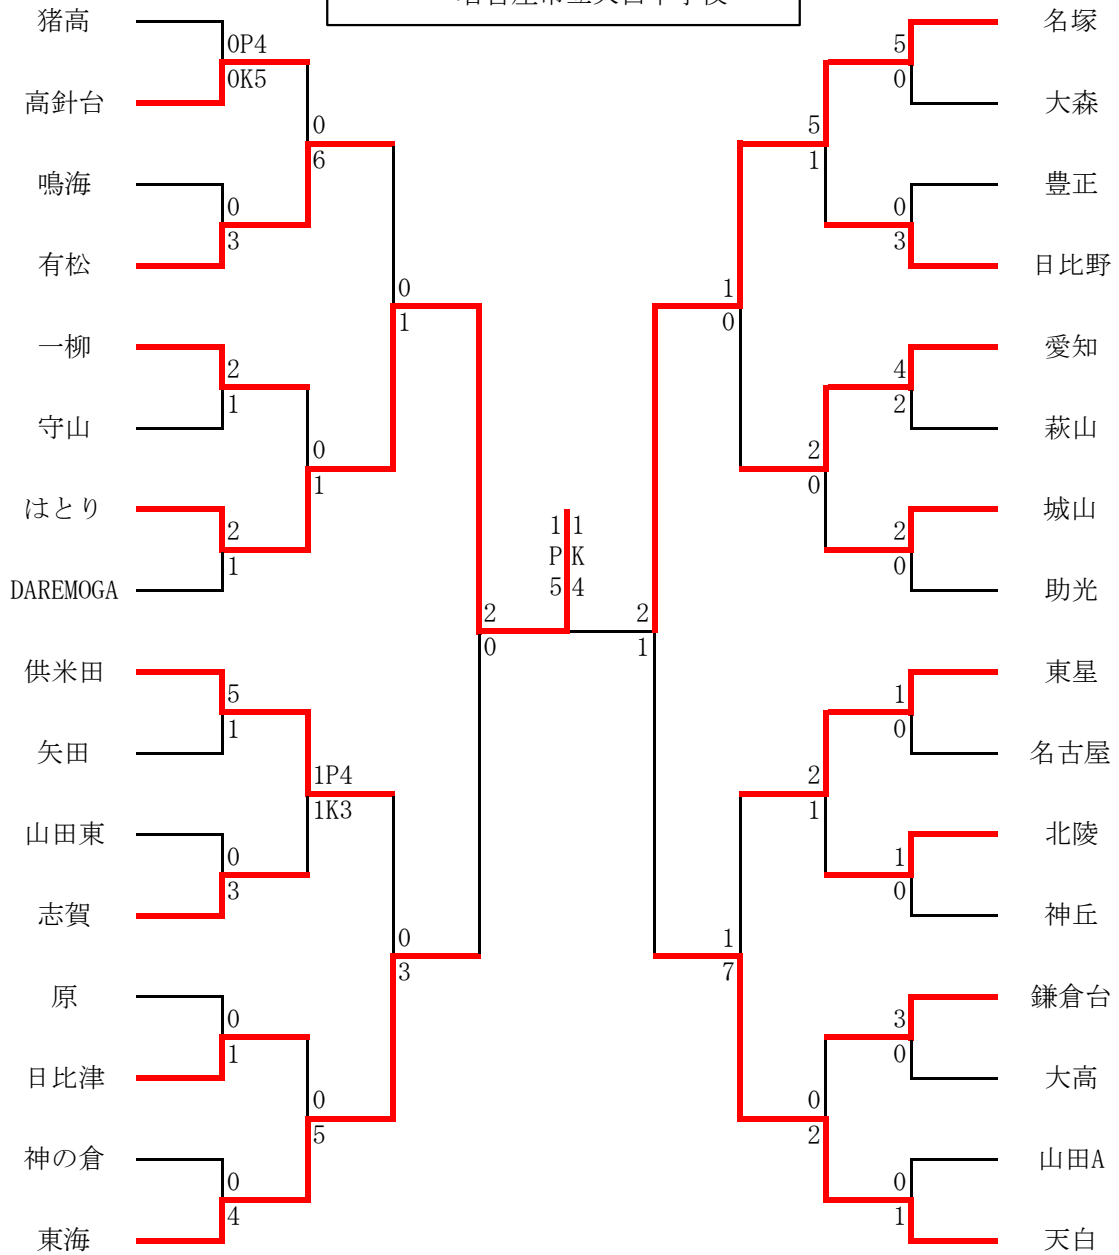 猪高
0P4
0K5
高針台
0
6
鳴海
0
3
有松
0
1
一柳
2
1
守山
0
1
はとり
2
1
DAREMOGA
2
0
供米田
5
1
矢田
1P4
1K3
山田東
0
3
志賀
0
3
原
0
1
日比津
0
5
神の倉
0
4
東海
1 1
P K
5 4
名塚
5
0
大森
5
1
豊正
0
3
日比野
1
0
愛知
4
2
萩山
2
0
城山
2
0
助光
2
1
東星
1
0
名古屋
2
1
北陵
1
0
神丘
1
7
鎌倉台
3
0
大高
0
2
山田A
0
1
天白